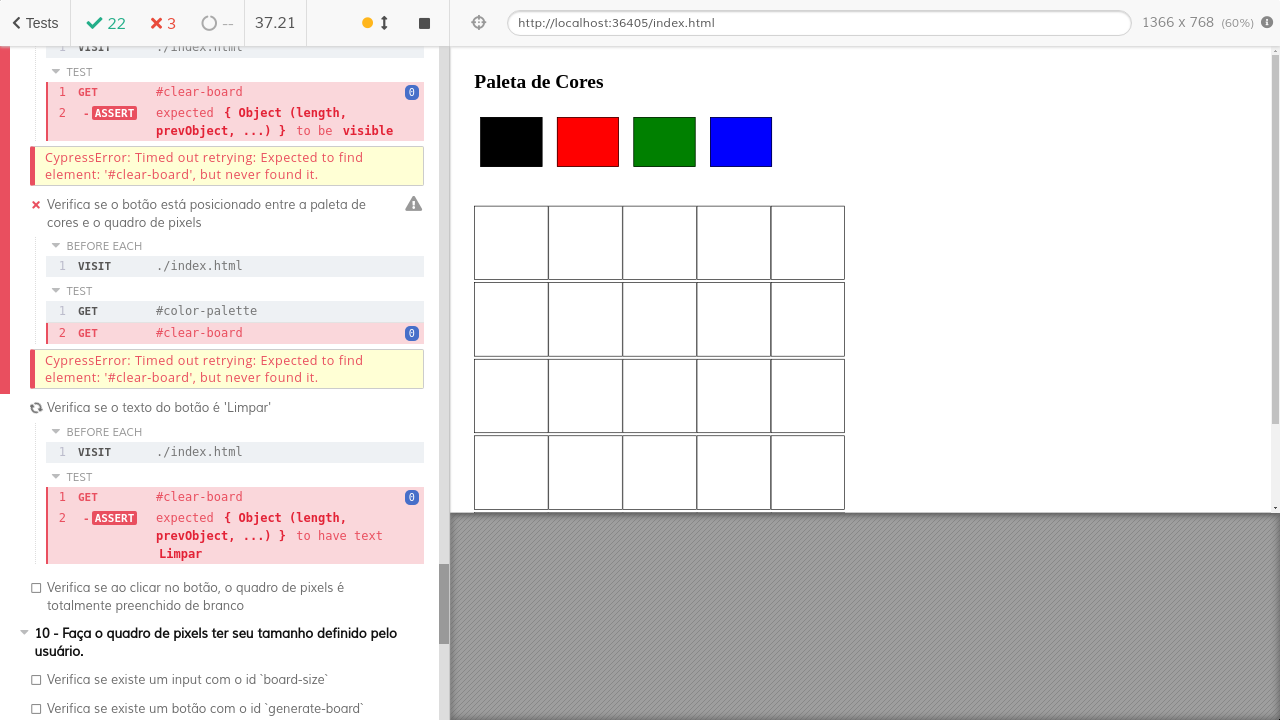 Tests
22
3
--
37.21
http://localhost:36405/index.html
1366 x 768 (60%)
1 VISIT ./index.html
TEST
1 GET #clear-board 0
2 - ASSERT expected { Object (length,
prevObject, ...) } to be visible
CypressError: Timed out retrying: Expected to find
element: '#clear-board', but never found it.
Verifica se o botão está posicionado entre a paleta de
cores e o quadro de pixels
BEFORE EACH
1 VISIT ./index.html
TEST
1 GET #color-palette
2 GET #clear-board 0
CypressError: Timed out retrying: Expected to find
element: '#clear-board', but never found it.
Verifica se o texto do botão é 'Limpar'
BEFORE EACH
1 VISIT ./index.html
TEST
1 GET #clear-board 0
2 - ASSERT expected { Object (length,
prevObject, ...) } to have text
Limpar
Verifica se ao clicar no botão, o quadro de pixels é
totalmente preenchido de branco
10 - Faça o quadro de pixels ter seu tamanho definido pelo
usuário.
Verifica se existe um input com o id `board-size`
Verifica se existe um botão com o id `generate-board`
Paleta de Cores